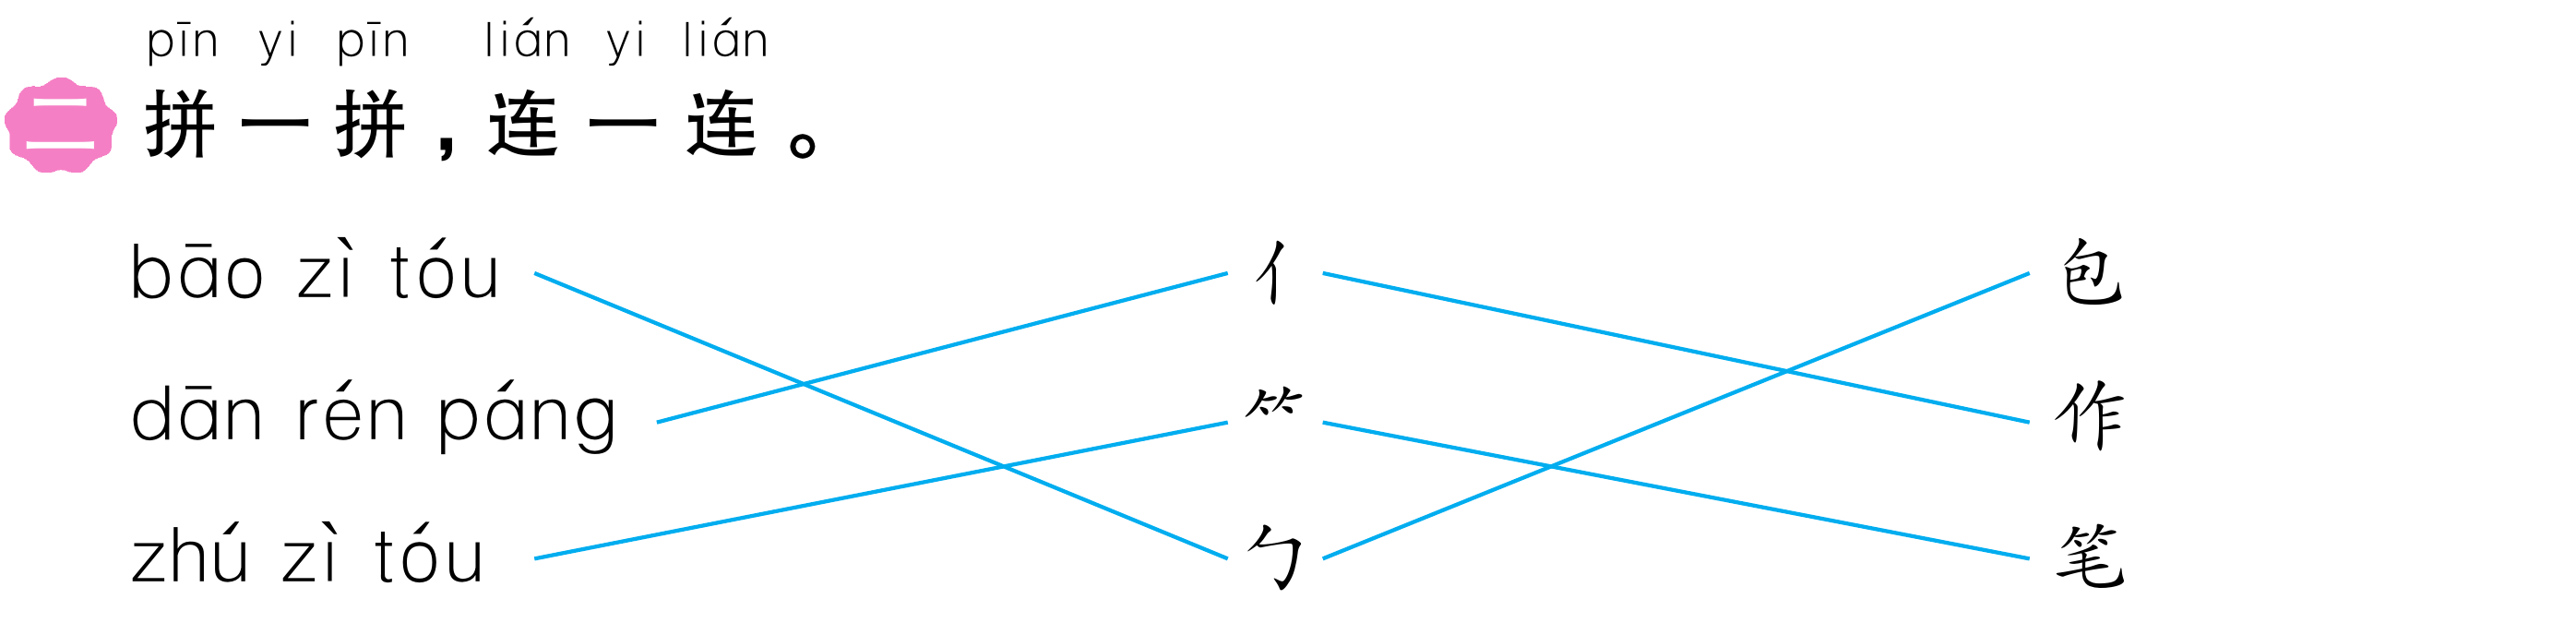 pīn yi pīn lián yi lián
二 拼一拼，连一连。
bāo zì tóu 亻 包
dān rén páng ⺮ 作
zhú zì tóu 勹 笔